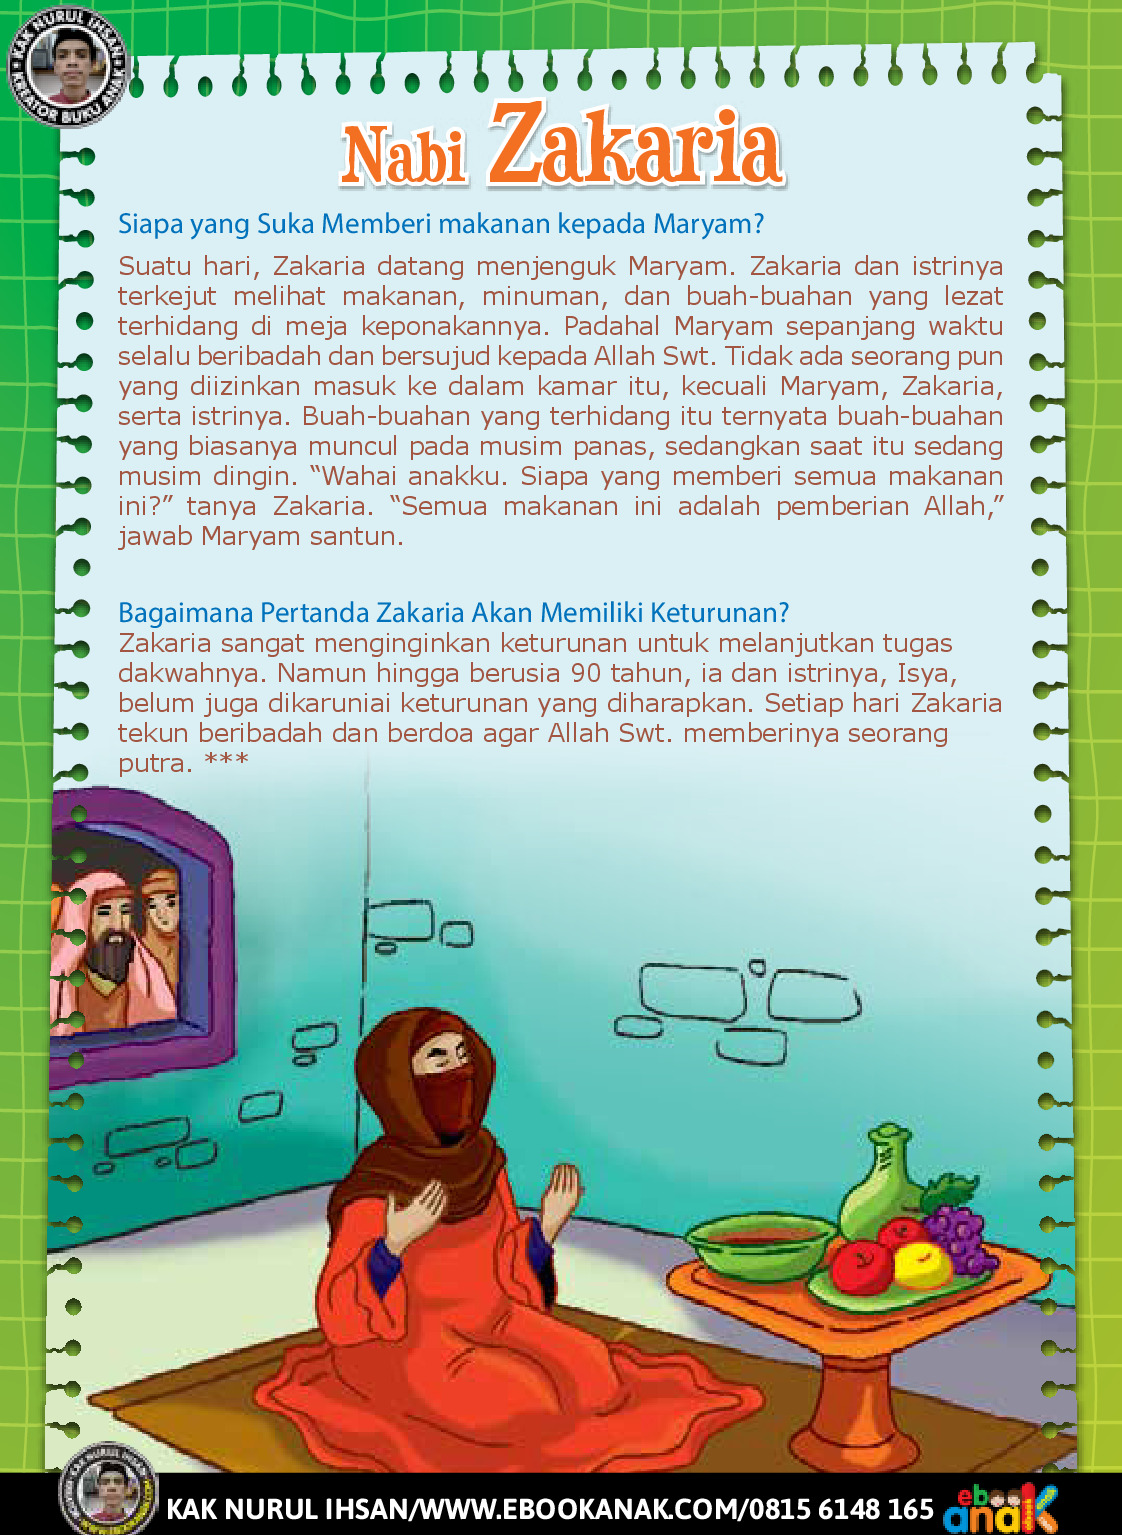 KAK NURUL IHSAN
KREATOR BUKU ANAK
Nabi Zakaria
Siapa yang Suka Memberi makanan kepada Maryam?
Suatu hari, Zakaria datang menjenguk Maryam. Zakaria dan istrinya
terkejut melihat makanan, minuman, dan buah-buahan yang lezat
terhidang di meja keponakannya. Padahal Maryam sepanjang waktu
selalu beribadah dan bersujud kepada Allah Swt. Tidak ada seorang pun
yang diizinkan masuk ke dalam kamar itu, kecuali Maryam, Zakaria,
serta istrinya. Buah-buahan yang terhidang itu ternyata buah-buahan
yang biasanya muncul pada musim panas, sedangkan saat itu sedang
musim dingin. “Wahai anakku. Siapa yang memberi semua makanan
ini?” tanya Zakaria. “Semua makanan ini adalah pemberian Allah,”
jawab Maryam santun.
Bagaimana Pertanda Zakaria Akan Memiliki Keturunan?
Zakaria sangat menginginkan keturunan untuk melanjutkan tugas
dakwahnya. Namun hingga berusia 90 tahun, ia dan istrinya, Isya,
belum juga dikaruniai keturunan yang diharapkan. Setiap hari Zakaria
tekun beribadah dan berdoa agar Allah Swt. memberinya seorang
putra. ***
KAK NURUL IHSAN/WWW.EBOOKANAK.COM/0815 6148 165
ebook
anak